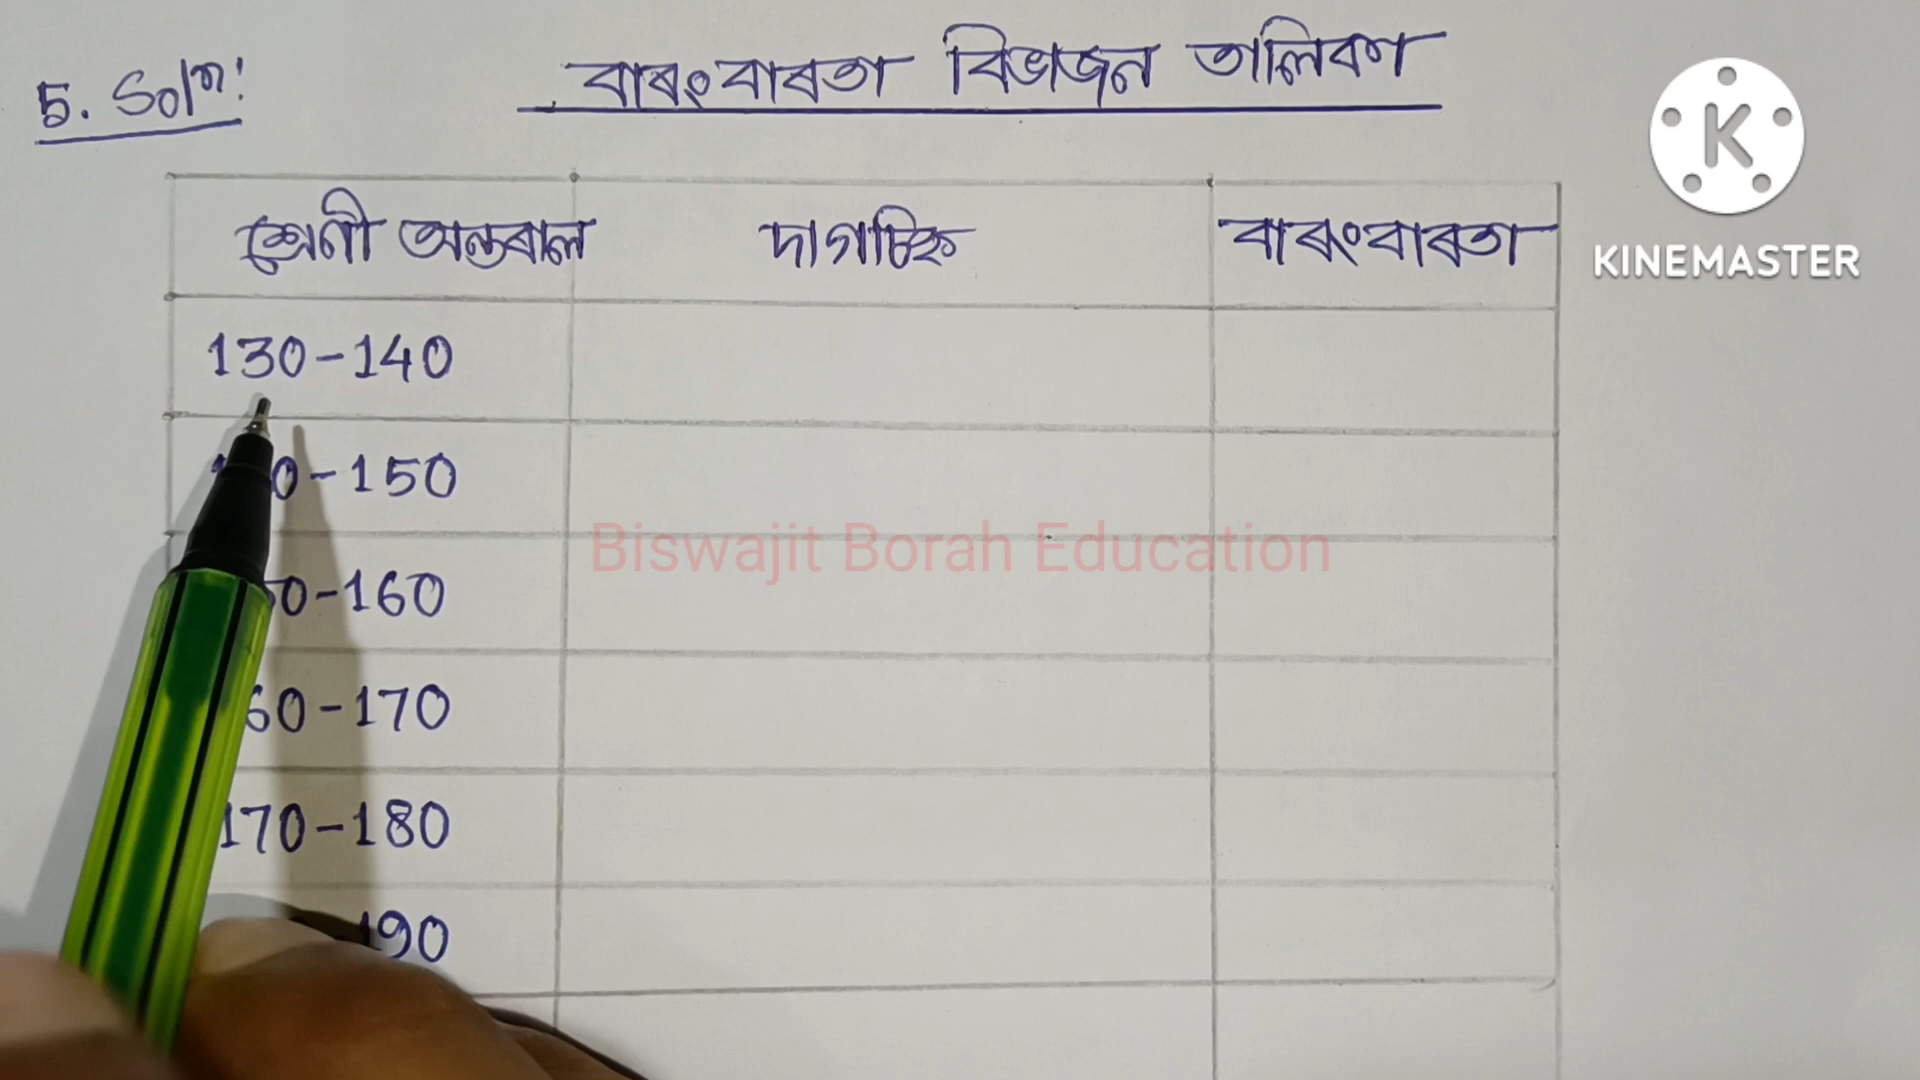 5. Soln:
বাৰংবাৰতা বিভাজন তালিকা
শ্ৰেণী অন্তৰাল দাগচিহ্ন বাৰংবাৰতা
130-140
0-150
0-160
60-170
170-180
190
Biswajit Borah Education
K
KINEMASTER